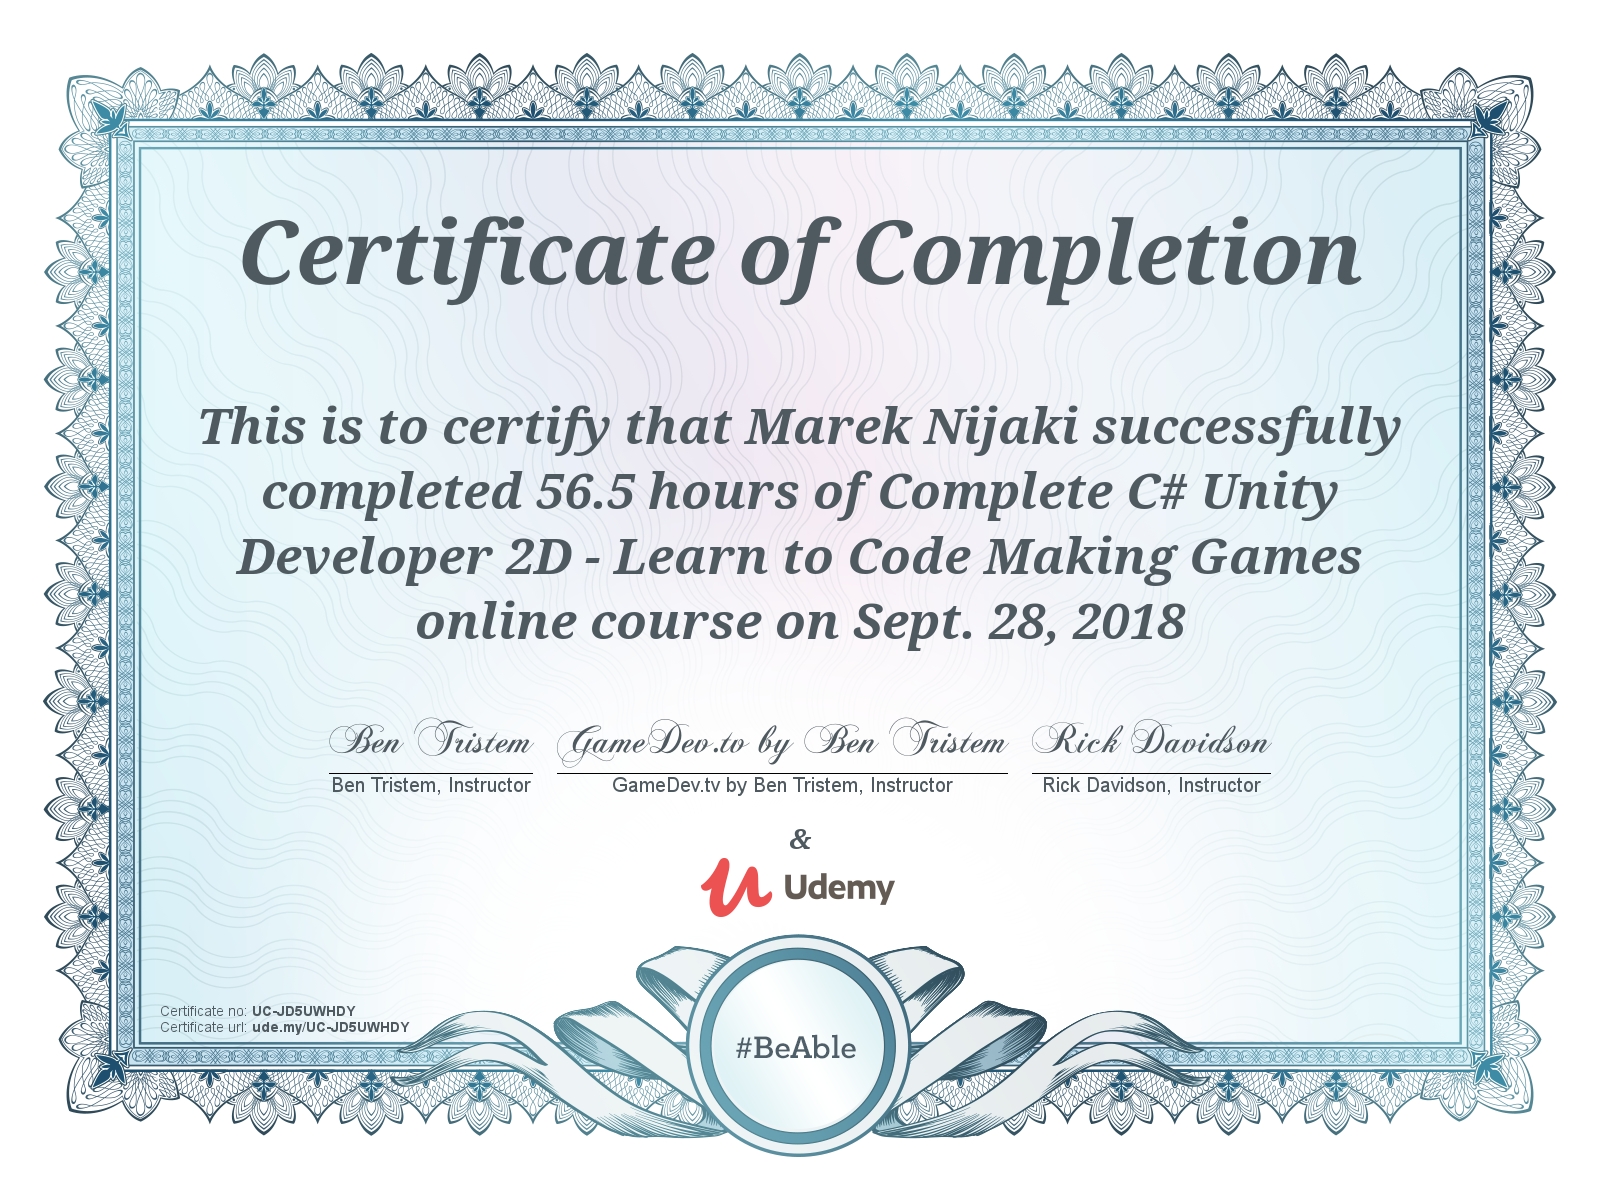 Certificate of Completion
This is to certify that Marek Nijaki successfully
completed 56.5 hours of Complete C# Unity
Developer 2D - Learn to Code Making Games
online course on Sept. 28, 2018
Ben Tristem GameDev.tv by Ben Tristem Rick Davidson
Ben Tristem, Instructor GameDev.tv by Ben Tristem, Instructor Rick Davidson, Instructor
&
Udemy
Certificate no: UC-JD5UWHDY
Certificate url: ude.my/UC-JD5UWHDY
#BeAble